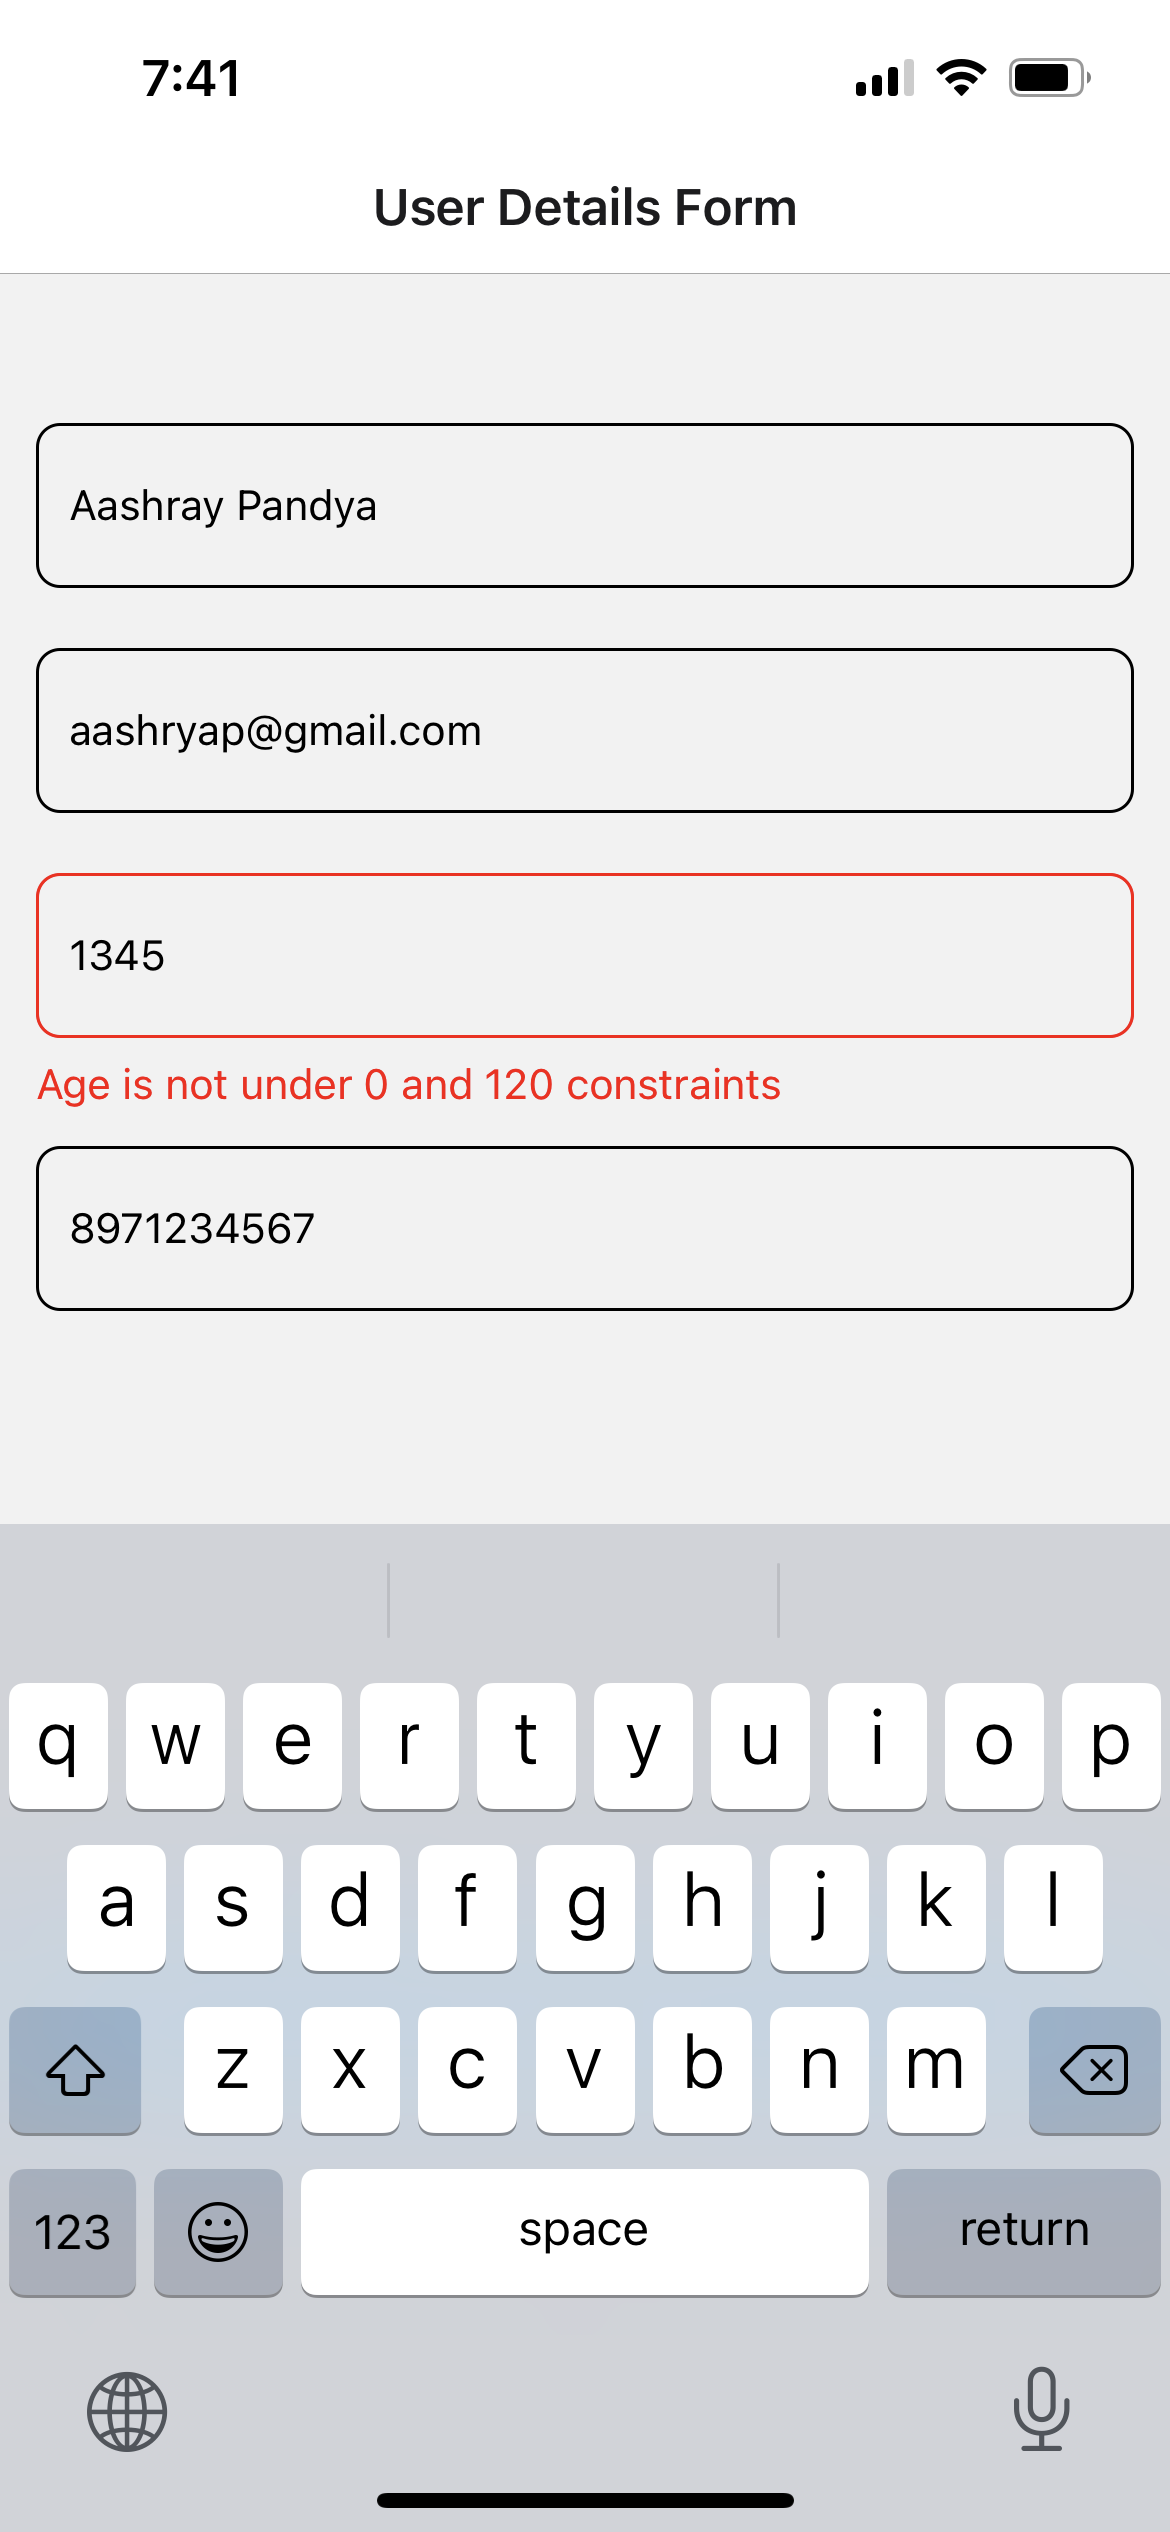 7:41
User Details Form
Aashray Pandya
aashryap@gmail.com
1345
Age is not under 0 and 120 constraints
8971234567
q w e r t y u i o p
a s d f g h j k l
z x c v b n m
123 space return